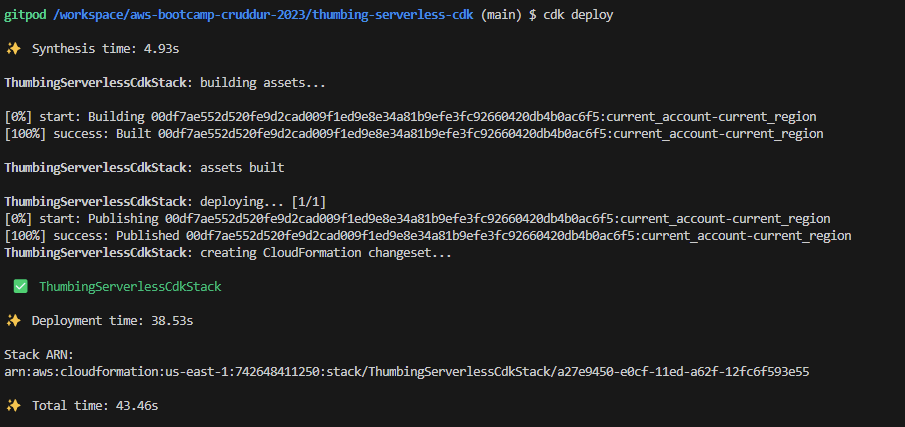 gitpod /workspace/aws-bootcamp-cruddur-2023/thumbing-serverless-cdk (main) $ cdk deploy
✨ Synthesis time: 4.93s
ThumbingServerlessCdkStack: building assets...
[0%] start: Building 00df7ae552d520fe9d2cad009f1ed9e8e34a81b9efe3fc92660420db4b0ac6f5:current_account-current_region
[100%] success: Built 00df7ae552d520fe9d2cad009f1ed9e8e34a81b9efe3fc92660420db4b0ac6f5:current_account-current_region
ThumbingServerlessCdkStack: assets built
ThumbingServerlessCdkStack: deploying... [1/1]
[0%] start: Publishing 00df7ae552d520fe9d2cad009f1ed9e8e34a81b9efe3fc92660420db4b0ac6f5:current_account-current_region
[100%] success: Published 00df7ae552d520fe9d2cad009f1ed9e8e34a81b9efe3fc92660420db4b0ac6f5:current_account-current_region
ThumbingServerlessCdkStack: creating CloudFormation changeset...
✅ ThumbingServerlessCdkStack
✨ Deployment time: 38.53s
Stack ARN:
arn:aws:cloudformation:us-east-1:742648411250:stack/ThumbingServerlessCdkStack/a27e9450-e0cf-11ed-a62f-12fc6f593e55
✨ Total time: 43.46s